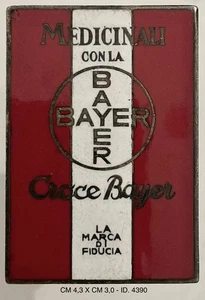 MEDICINALI
CON LA
BAYER
BAYER
Croce Bayer
LA
MARCA
DI
FIDUCIA
CM 4,3 X CM 3,0 - ID. 4390